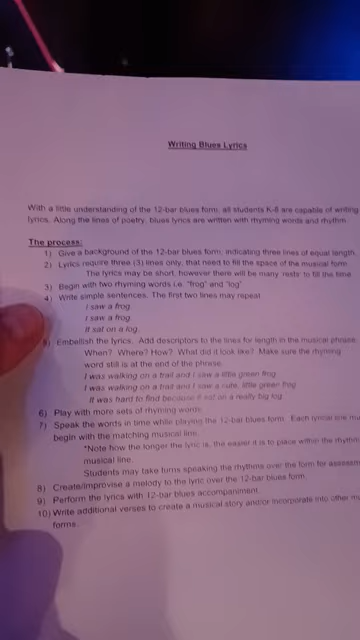 Writing Blues Lyrics
With a little understanding of the 12-bar blues form, all students K-8 are capable of writing
lyrics. Along the lines of poetry, blues lyrics are written with rhyming words and rhythm.
The process:
1) Give a background of the 12-bar blues form, indicating three lines of equal length.
2) Lyrics require three (3) lines only, that need to fill the space of the musical form.
The lyrics may be short, however there will be many 'rests' to fill the time
3) Begin with two rhyming words i.e. "frog" and "log"
4) Write simple sentences. The first two lines may repeat
I saw a frog
I saw a frog
It sat on a log.
5) Embellish the lyrics. Add descriptors to the lines for length in the musical phrase.
When? Where? How? What did it look like? Make sure the rhyming
word still is at the end of the phrase.
I was walking on a trail and I saw a little green frog
I was walking on a trail and I saw a cute, little green frog
It was hard to find because it sat on a really big log
6) Play with more sets of rhyming words.
7) Speak the words in time while playing the 12-bar blues form. Each lyrical line
begin with the matching musical line.
*Note how the longer the lyric is, the easier it is to place within the rhythm
musical line.
Students may take turns speaking the rhythms over the form for
8) Create/improvise a melody to the lyric over the 12-bar blues form.
9) Perform the lyrics with 12-bar blues accompaniment.
10) Write additional verses to create a musical story and/or incorporate into other
forms.